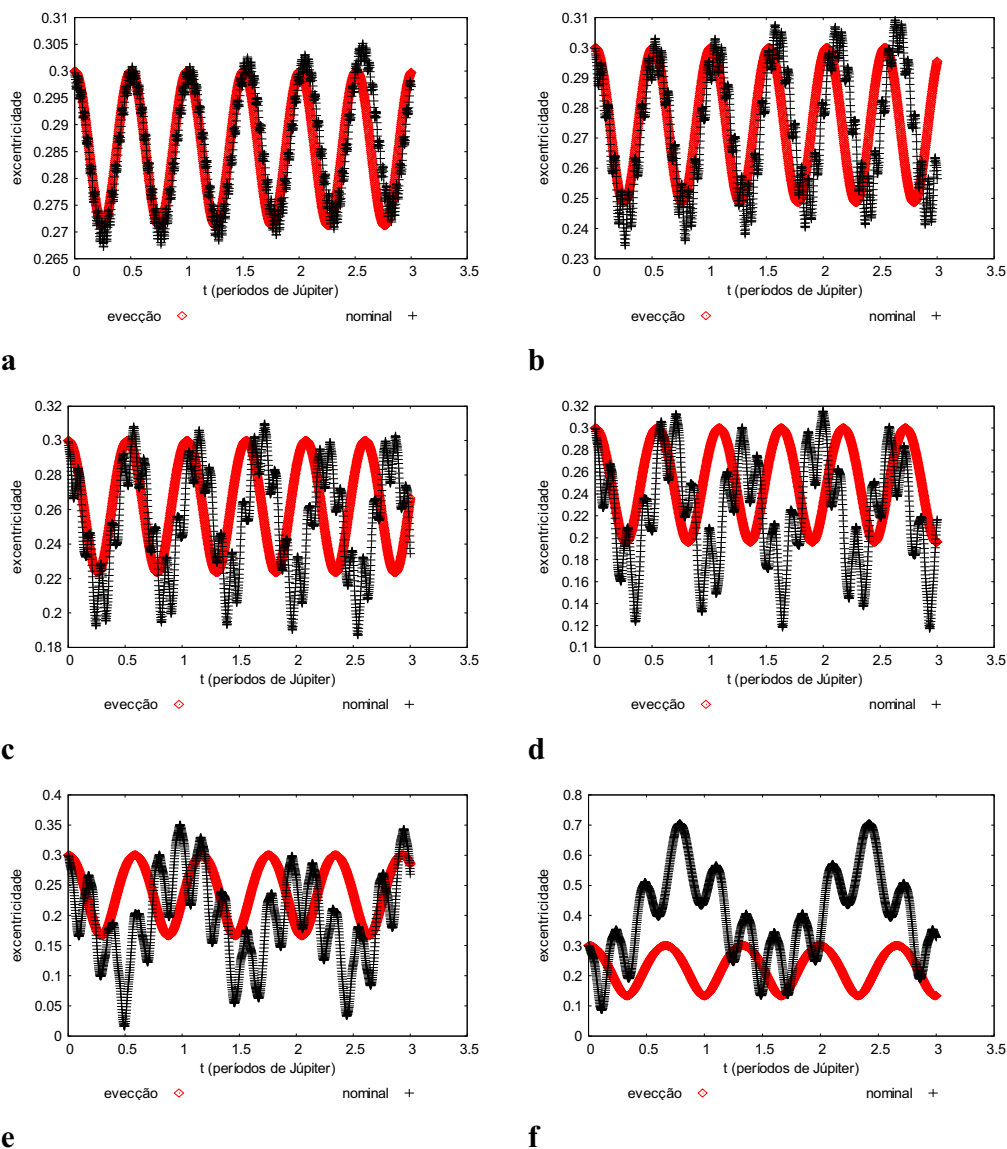 0.31
0.305
0.3
0.295
0.29
0.285
0.28
0.275
0.27
0.265
excentricidade
0 0.5 1 1.5 2 2.5 3 3.5
t (períodos de Júpiter)
evecção nominal
a
0.31
0.3
0.29
0.28
0.27
0.26
0.25
0.24
0.23
excentricidade
0 0.5 1 1.5 2 2.5 3 3.5
t (períodos de Júpiter)
evecção nominal
b
0.32
0.3
0.28
0.26
0.24
0.22
0.2
0.18
excentricidade
0 0.5 1 1.5 2 2.5 3 3.5
t (períodos de Júpiter)
evecção nominal
c
0.32
0.3
0.28
0.26
0.24
0.22
0.2
0.18
0.16
0.14
0.12
0.1
excentricidade
0 0.5 1 1.5 2 2.5 3 3.5
t (períodos de Júpiter)
evecção nominal
d
0.4
0.35
0.3
0.25
0.2
0.15
0.1
0.05
0
excentricidade
0 0.5 1 1.5 2 2.5 3 3.5
t (períodos de Júpiter)
evecção nominal
e
0.8
0.7
0.6
0.5
0.4
0.3
0.2
0.1
0
excentricidade
0 0.5 1 1.5 2 2.5 3 3.5
t (períodos de Júpiter)
evecção nominal
f